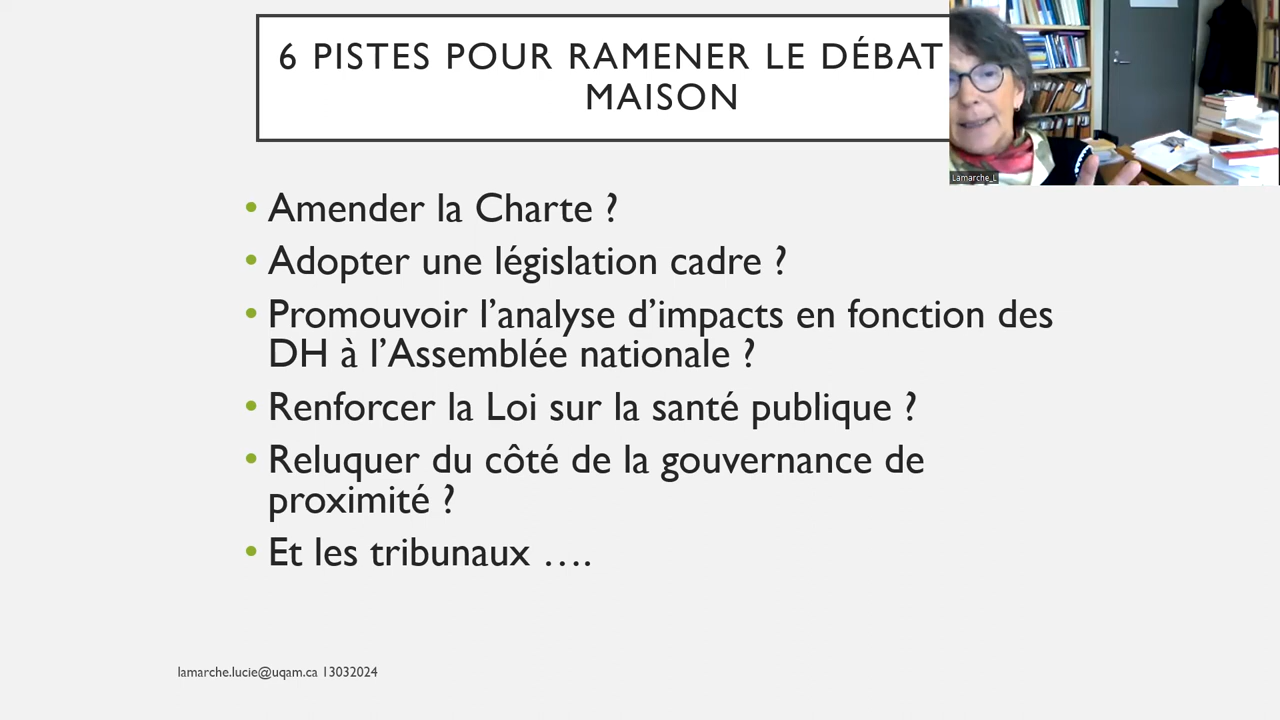 6 PISTES POUR RAMENER LE DÉBAT
MAISON
Lamarche_L
• Amender la Charte ?
• Adopter une législation cadre ?
• Promouvoir l’analyse d’impacts en fonction des
DH à l’Assemblée nationale ?
• Renforcer la Loi sur la santé publique ?
• Reluquer du côté de la gouvernance de
proximité ?
• Et les tribunaux ….
lamarche.lucie@uqam.ca 13032024